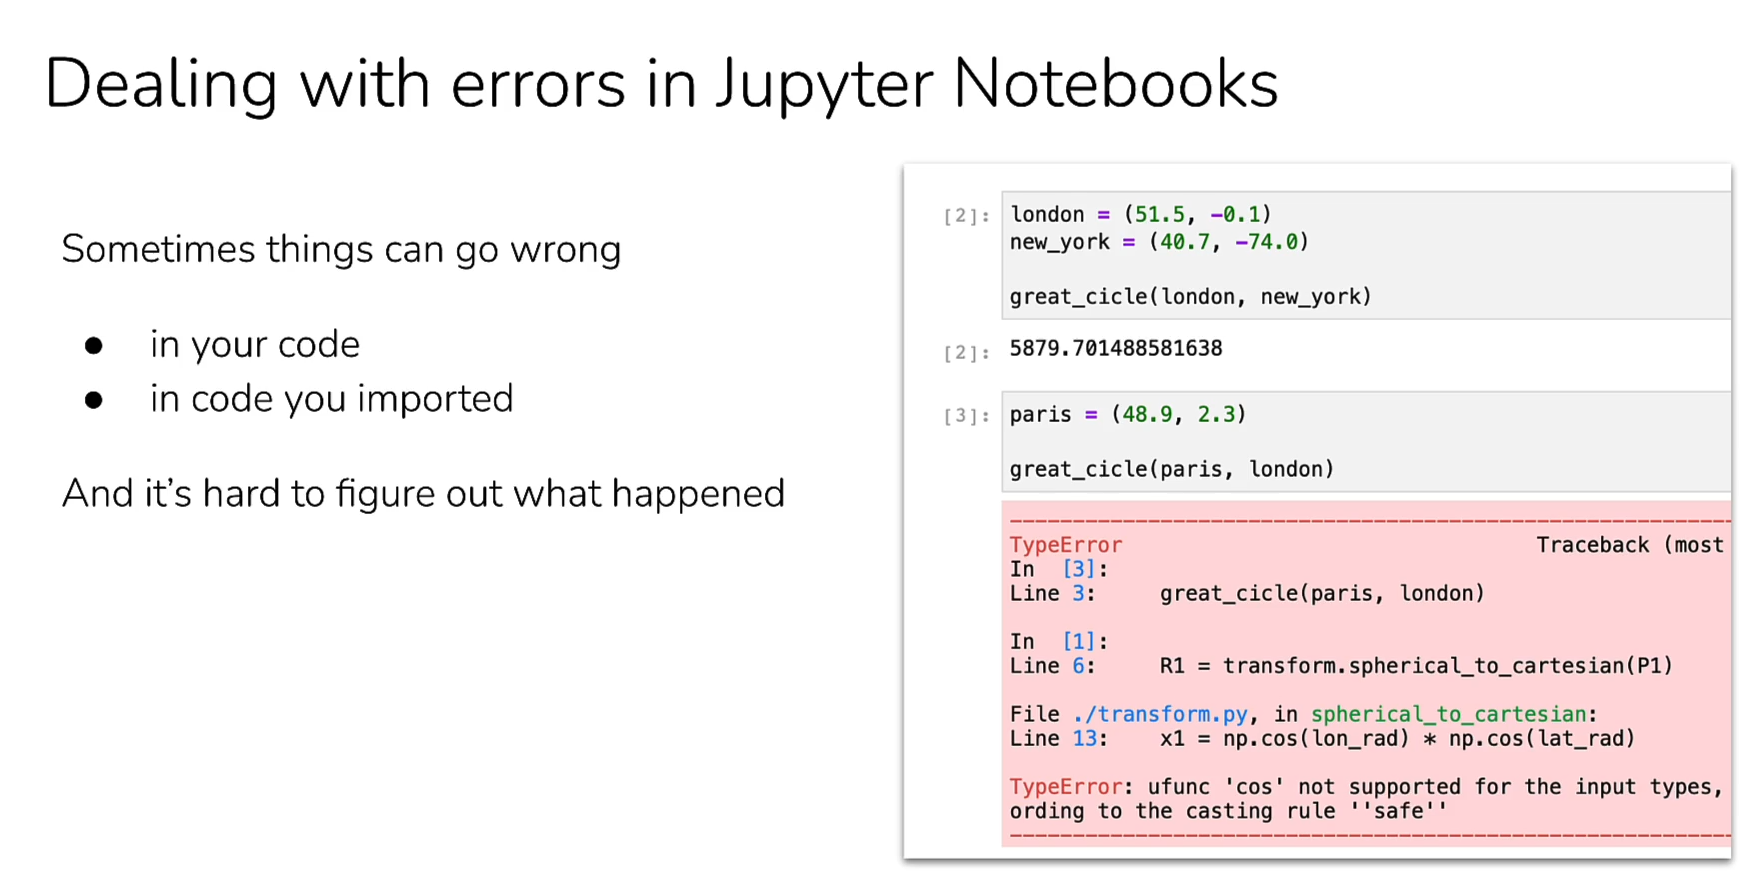 Dealing with errors in Jupyter Notebooks
Sometimes things can go wrong
● in your code
● in code you imported
And it’s hard to figure out what happened
[2]: london = (51.5, −0.1)
new_york = (40.7, −74.0)
great_cicle(london, new_york)
[2]: 5879.701488581638
[3]: paris = (48.9, 2.3)
great_cicle(paris, london)
TypeError Traceback (most
In [3]:
Line 3: great_cicle(paris, london)
In [1]:
Line 6: R1 = transform.spherical_to_cartesian(P1)
File ./transform.py, in spherical_to_cartesian:
Line 13: x1 = np.cos(lon_rad) * np.cos(lat_rad)
TypeError: ufunc 'cos' not supported for the input types,
ording to the casting rule ''safe''